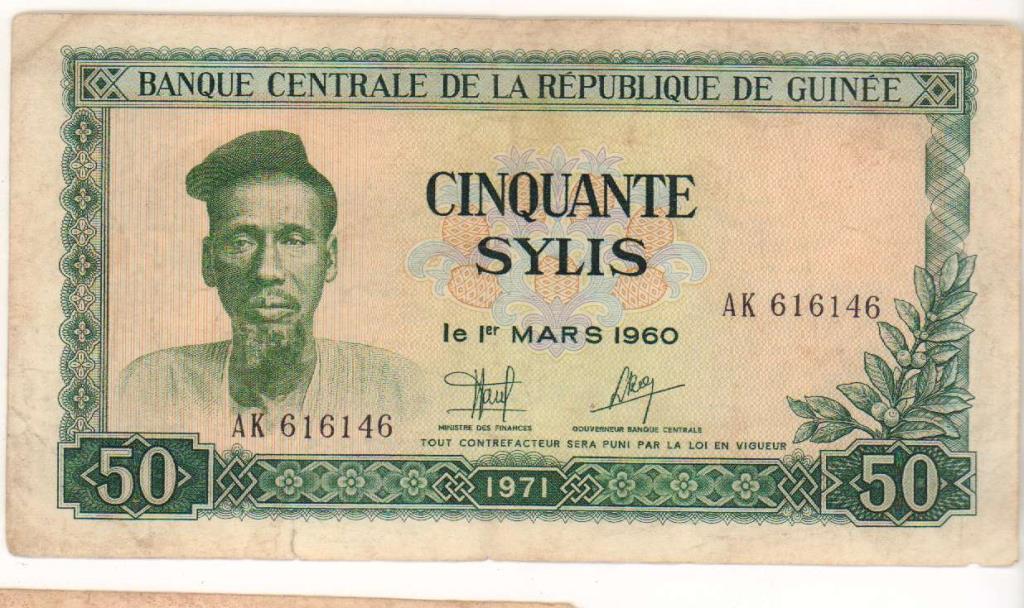 BANQUE CENTRALE DE LA RÉPUBLIQUE DE GUINÉE
CINQUANTE
SYLIS
AK 616146
le 1er MARS 1960
MINISTRE DES FINANCES
GOUVERNEUR BANQUE CENTRALE
AK 616146
TOUT CONTREFACTEUR SERA PUNI PAR LA LOI EN VIGUEUR
50
1971
50